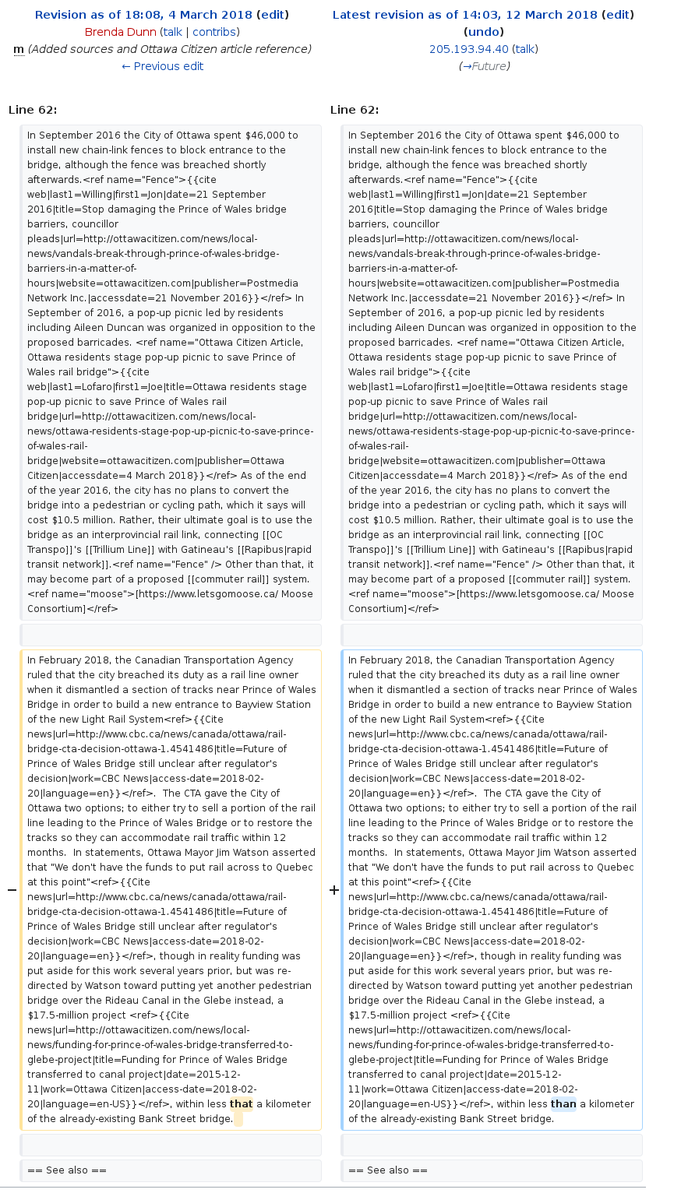 Revision as of 18:08, 4 March 2018 (edit)
Brenda Dunn (talk | contribs)
m (Added sources and Ottawa Citizen article reference)
← Previous edit
Latest revision as of 14:03, 12 March 2018 (edit)
(undo)
205.193.94.40 (talk)
(→Future)
Line 62:
Line 62:
In September 2016 the City of Ottawa spent $46,000 to
install new chain-link fences to block entrance to the
bridge, although the fence was breached shortly
afterwards.<ref name="Fence">{{cite
web|last1=Willing|first1=Jon|date=21 September
2016|title=Stop damaging the Prince of Wales bridge
barriers, councillor
pleads|url=http://ottawacitizen.com/news/local-
news/vandals-break-through-prince-of-wales-bridge-
barriers-in-a-matter-of-
hours|website=ottawacitizen.com|publisher=Postmedia
Network Inc.|accessdate=21 November 2016}}</ref> In
September of 2016, a pop-up picnic led by residents
including Aileen Duncan was organized in opposition to the
proposed barricades. <ref name="Ottawa Citizen Article,
Ottawa residents stage pop-up picnic to save Prince of
Wales rail bridge">{{cite
web|last1=Lofaro|first1=Joe|title=Ottawa residents stage
pop-up picnic to save Prince of Wales rail
bridge|url=http://ottawacitizen.com/news/local-
news/ottawa-residents-stage-pop-up-picnic-to-save-prince-
of-wales-rail-
bridge|website=ottawacitizen.com|publisher=Ottawa
Citizen|accessdate=4 March 2018}}</ref> As of the end
of the year 2016, the city has no plans to convert the
bridge into a pedestrian or cycling path, which it says will
cost $10.5 million. Rather, their ultimate goal is to use the
bridge as an interprovincial rail link, connecting [[OC
Transpo]]'s [[Trillium Line]] with Gatineau's [[Rapibus|rapid
transit network]].<ref name="Fence" /> Other than that, it
may become part of a proposed [[commuter rail]] system.
<ref name="moose">[https://www.letsgomoose.ca/ Moose
Consortium]</ref>
In September 2016 the City of Ottawa spent $46,000 to
install new chain-link fences to block entrance to the
bridge, although the fence was breached shortly
afterwards.<ref name="Fence">{{cite
web|last1=Willing|first1=Jon|date=21 September
2016|title=Stop damaging the Prince of Wales bridge
barriers, councillor
pleads|url=http://ottawacitizen.com/news/local-
news/vandals-break-through-prince-of-wales-bridge-
barriers-in-a-matter-of-
hours|website=ottawacitizen.com|publisher=Postmedia
Network Inc.|accessdate=21 November 2016}}</ref> In
September of 2016, a pop-up picnic led by residents
including Aileen Duncan was organized in opposition to the
proposed barricades. <ref name="Ottawa Citizen Article,
Ottawa residents stage pop-up picnic to save Prince of
Wales rail bridge">{{cite
web|last1=Lofaro|first1=Joe|title=Ottawa residents stage
pop-up picnic to save Prince of Wales rail
bridge|url=http://ottawacitizen.com/news/local-
news/ottawa-residents-stage-pop-up-picnic-to-save-prince-
of-wales-rail-
bridge|website=ottawacitizen.com|publisher=Ottawa
Citizen|accessdate=4 March 2018}}</ref> As of the end
of the year 2016, the city has no plans to convert the
bridge into a pedestrian or cycling path, which it says will
cost $10.5 million. Rather, their ultimate goal is to use the
bridge as an interprovincial rail link, connecting [[OC
Transpo]]'s [[Trillium Line]] with Gatineau's [[Rapibus|rapid
transit network]].<ref name="Fence" /> Other than that, it
may become part of a proposed [[commuter rail]] system.
<ref name="moose">[https://www.letsgomoose.ca/ Moose
Consortium]</ref>
−
In February 2018, the Canadian Transportation Agency
ruled that the city breached its duty as a rail line owner
when it dismantled a section of tracks near Prince of Wales
Bridge in order to build a new entrance to Bayview Station
of the new Light Rail System<ref>{{Cite
news|url=http://www.cbc.ca/news/canada/ottawa/rail-
bridge-cta-decision-ottawa-1.4541486|title=Future of
Prince of Wales Bridge still unclear after regulator's
decision|work=CBC News|access-date=2018-02-
20|language=en}}</ref>.  The CTA gave the City of
Ottawa two options; to either try to sell a portion of the rail
line leading to the Prince of Wales Bridge or to restore the
tracks so they can accommodate rail traffic within 12
months.  In statements, Ottawa Mayor Jim Watson asserted
that "We don't have the funds to put rail across to Quebec
at this point"<ref>{{Cite
news|url=http://www.cbc.ca/news/canada/ottawa/rail-
bridge-cta-decision-ottawa-1.4541486|title=Future of
Prince of Wales Bridge still unclear after regulator's
decision|work=CBC News|access-date=2018-02-
20|language=en}}</ref>, though in reality funding was
put aside for this work several years prior, but was re-
directed by Watson toward putting yet another pedestrian
bridge over the Rideau Canal in the Glebe instead, a
$17.5-million project <ref>{{Cite
news|url=http://ottawacitizen.com/news/local-
news/funding-for-prince-of-wales-bridge-transferred-to-
glebe-project|title=Funding for Prince of Wales Bridge
transferred to canal project|date=2015-12-
11|work=Ottawa Citizen|access-date=2018-02-
20|language=en-US}}</ref>, within less that a kilometer
of the already-existing Bank Street bridge.
+
In February 2018, the Canadian Transportation Agency
ruled that the city breached its duty as a rail line owner
when it dismantled a section of tracks near Prince of Wales
Bridge in order to build a new entrance to Bayview Station
of the new Light Rail System<ref>{{Cite
news|url=http://www.cbc.ca/news/canada/ottawa/rail-
bridge-cta-decision-ottawa-1.4541486|title=Future of
Prince of Wales Bridge still unclear after regulator's
decision|work=CBC News|access-date=2018-02-
20|language=en}}</ref>.  The CTA gave the City of
Ottawa two options; to either try to sell a portion of the rail
line leading to the Prince of Wales Bridge or to restore the
tracks so they can accommodate rail traffic within 12
months.  In statements, Ottawa Mayor Jim Watson asserted
that "We don't have the funds to put rail across to Quebec
at this point"<ref>{{Cite
news|url=http://www.cbc.ca/news/canada/ottawa/rail-
bridge-cta-decision-ottawa-1.4541486|title=Future of
Prince of Wales Bridge still unclear after regulator's
decision|work=CBC News|access-date=2018-02-
20|language=en}}</ref>, though in reality funding was
put aside for this work several years prior, but was re-
directed by Watson toward putting yet another pedestrian
bridge over the Rideau Canal in the Glebe instead, a
$17.5-million project <ref>{{Cite
news|url=http://ottawacitizen.com/news/local-
news/funding-for-prince-of-wales-bridge-transferred-to-
glebe-project|title=Funding for Prince of Wales Bridge
transferred to canal project|date=2015-12-
11|work=Ottawa Citizen|access-date=2018-02-
20|language=en-US}}</ref>, within less than a kilometer
of the already-existing Bank Street bridge.
== See also ==
== See also ==